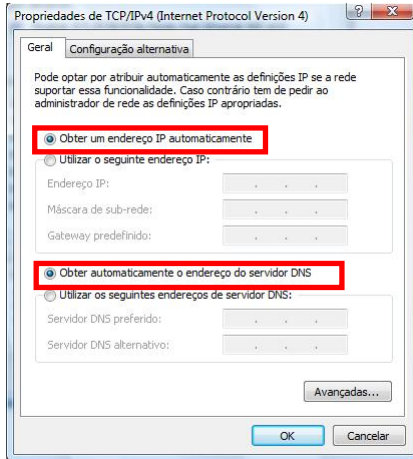 Propriedades de TCP/IPv4 (Internet Protocol Version 4)
Geral
Configuração alternativa
Pode optar por atribuir automaticamente as definições IP se a rede
suportar essa funcionalidade. Caso contrário tem de pedir ao
administrador de rede as definições IP apropriadas.
Obter um endereço IP automaticamente
Utilizar o seguinte endereço IP:
Endereço IP:
Máscara de sub-rede:
Gateway predefinido:
Obter automaticamente o endereço do servidor DNS
Utilizar os seguintes endereços de servidor DNS:
Servidor DNS preferido:
Servidor DNS alternativo:
Avançadas...
OK
Cancelar